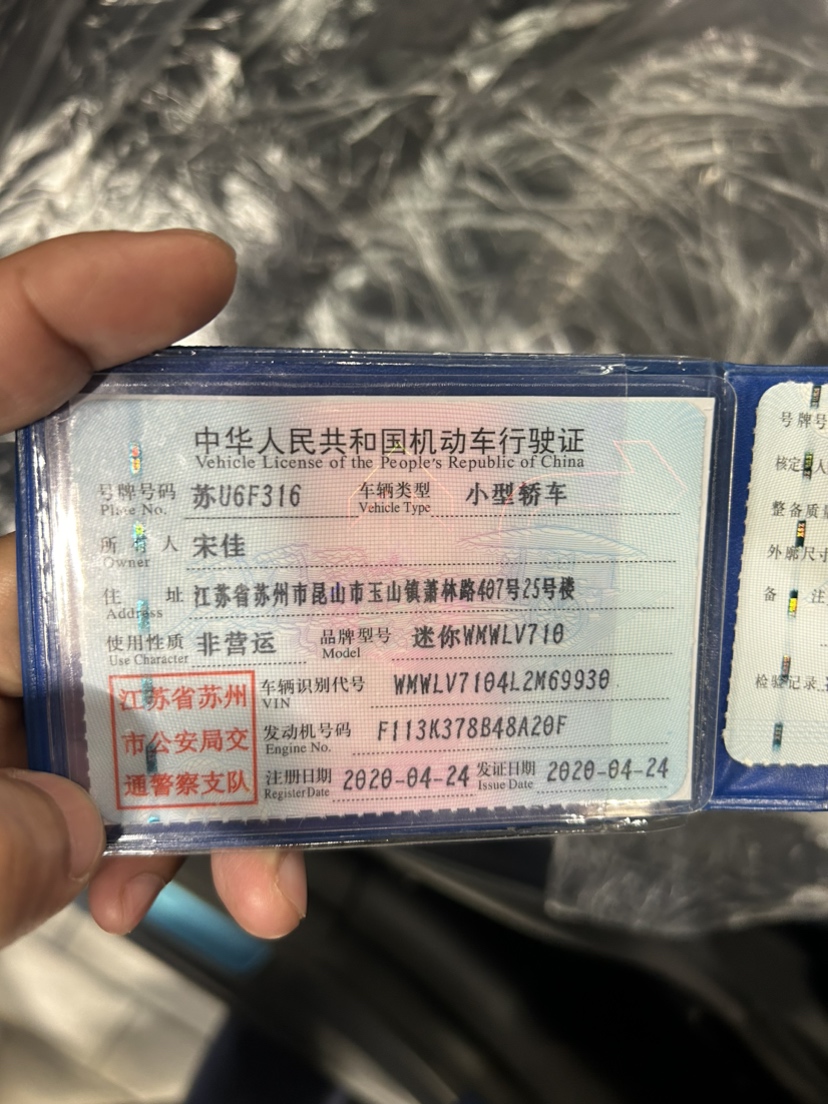 中华人民共和国机动车行驶证
Vehicle License of the People's Republic of China
号牌号码 苏U6F316 车辆类型 小型轿车
Plate No. Vehicle Type
所有人 宋佳
Owner
住址 江苏省苏州市昆山市玉山镇萧林路407号25号楼
Address
使用性质 非营运 品牌型号 迷你WMWLV710
Use Character Model
江苏省苏州
市公安局交
通警察支队
车辆识别代号 WMWLV7104L2M69930
VIN
发动机号码 F113K378B48A20F
Engine No.
注册日期 2020-04-24 发证日期 2020-04-24
Register Date Issue Date
号牌号
核定 人
整备质量
外廓尺寸
备 注
检验记录